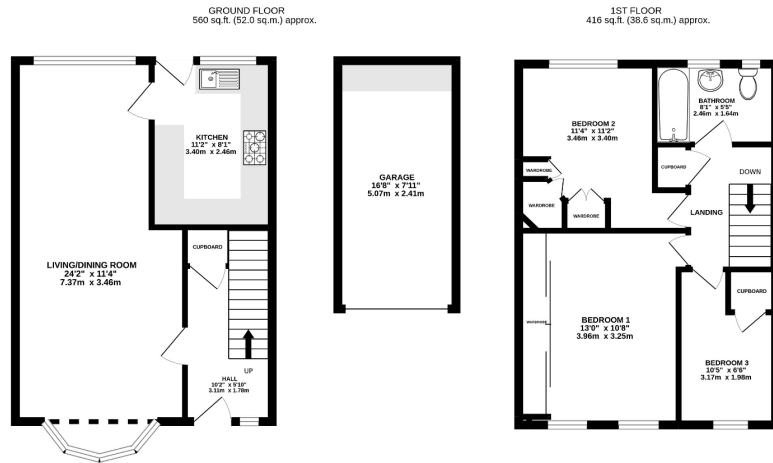 GROUND FLOOR
560 sq.ft. (52.0 sq.m.) approx.
1ST FLOOR
416 sq.ft. (38.6 sq.m.) approx.
KITCHEN
11'2" x 8'1"
3.40m x 2.46m
LIVING/DINING ROOM
24'2" x 11'4"
7.37m x 3.46m
CUPBOARD
UP
HALL
10'2" x 5'10"
3.11m x 1.78m
GARAGE
16'8" x 7'11"
5.07m x 2.41m
BATHROOM
8'1" x 5'5"
2.46m x 1.64m
BEDROOM 2
11'4" x 11'2"
3.46m x 3.40m
WARDROBE
WARDROBE
WARDROBE
CUPBOARD
DOWN
LANDING
BEDROOM 1
13'0" x 10'8"
3.96m x 3.25m
WARDROBE
CUPBOARD
BEDROOM 3
10'5" x 6'6"
3.17m x 1.98m